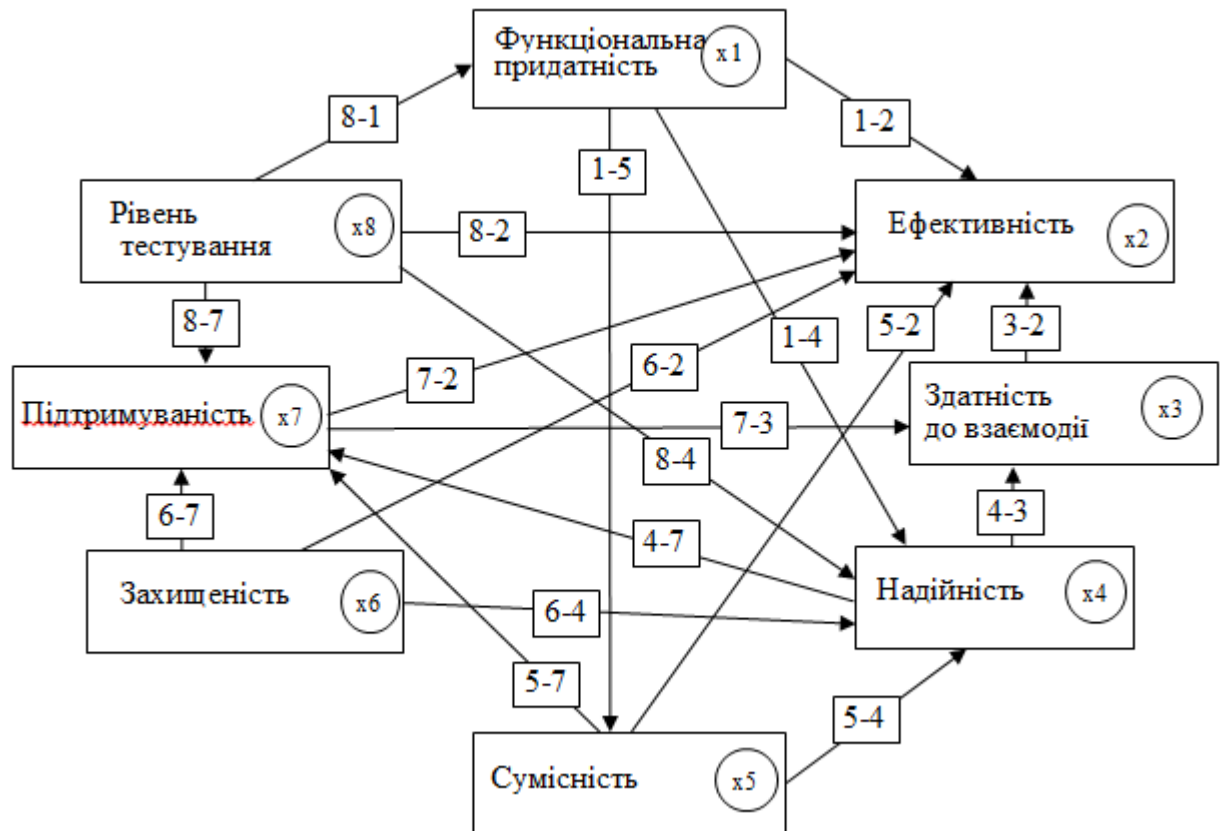 Функціональна
придатність
x1
8-1
1-2
1-5
Рівень
тестування
x8
8-2
Ефективність
x2
8-7
5-2
3-2
1-4
7-2
6-2
Підтримуваність
x7
7-3
Здатність
до взаємодії
x3
8-4
6-7
4-3
4-7
Захищеність
x6
6-4
Надійність
x4
5-7
5-4
Сумісність
x5